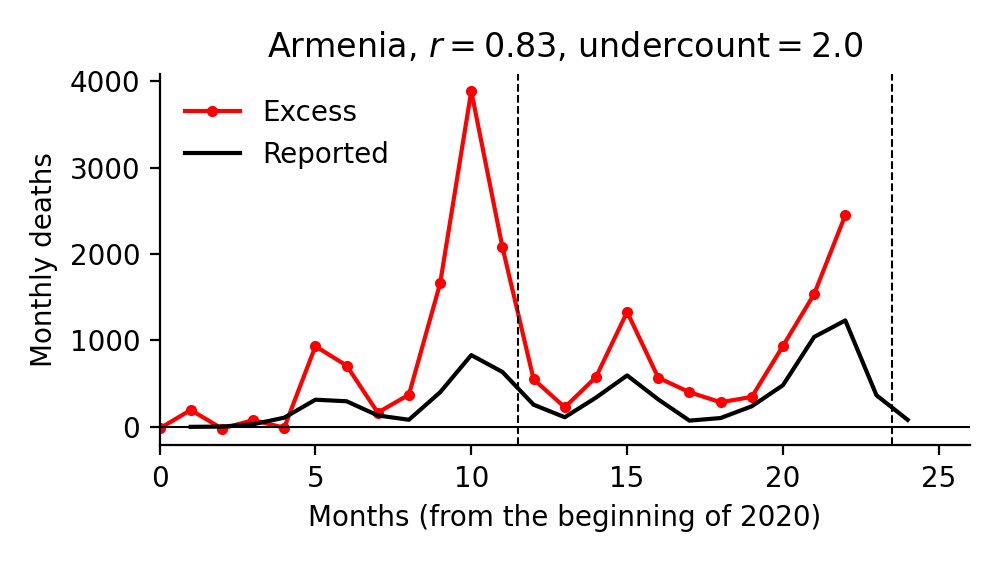 Armenia, r = 0.83, undercount = 2.0
Excess
Reported
Monthly deaths
4000
3000
2000
1000
0
0 5 10 15 20 25
Months (from the beginning of 2020)